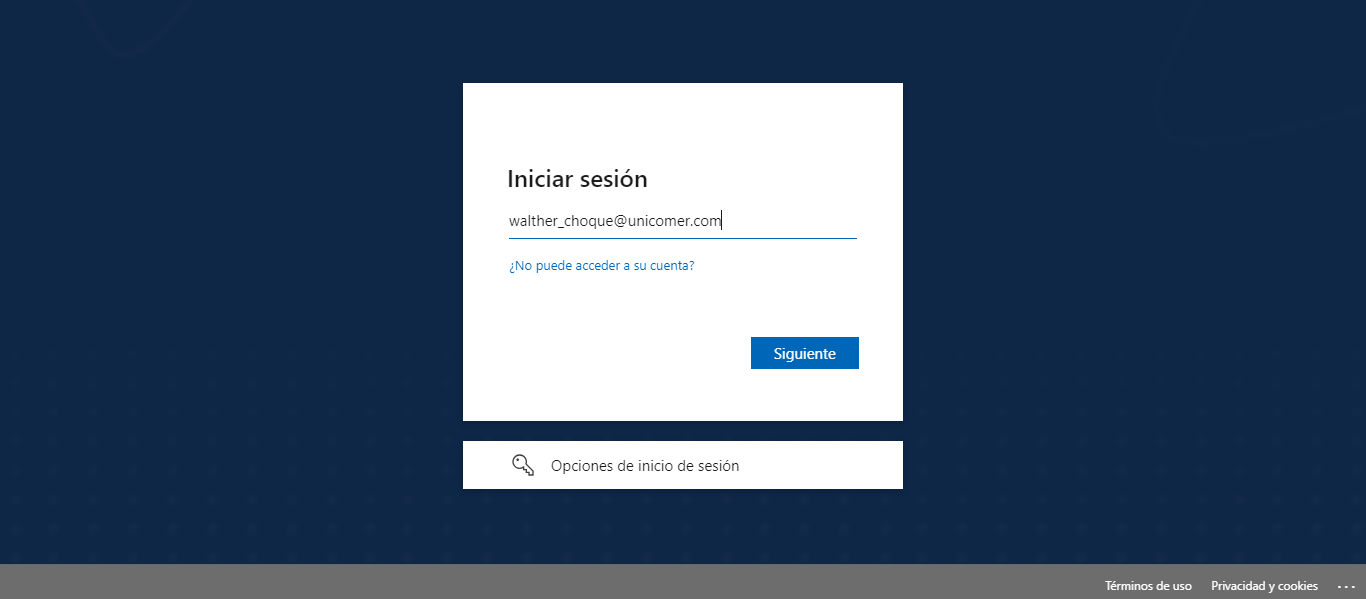 Iniciar sesión
walther_choque@unicomer.com
¿No puede acceder a su cuenta?
Siguiente
Opciones de inicio de sesión
Términos de uso
Privacidad y cookies
...